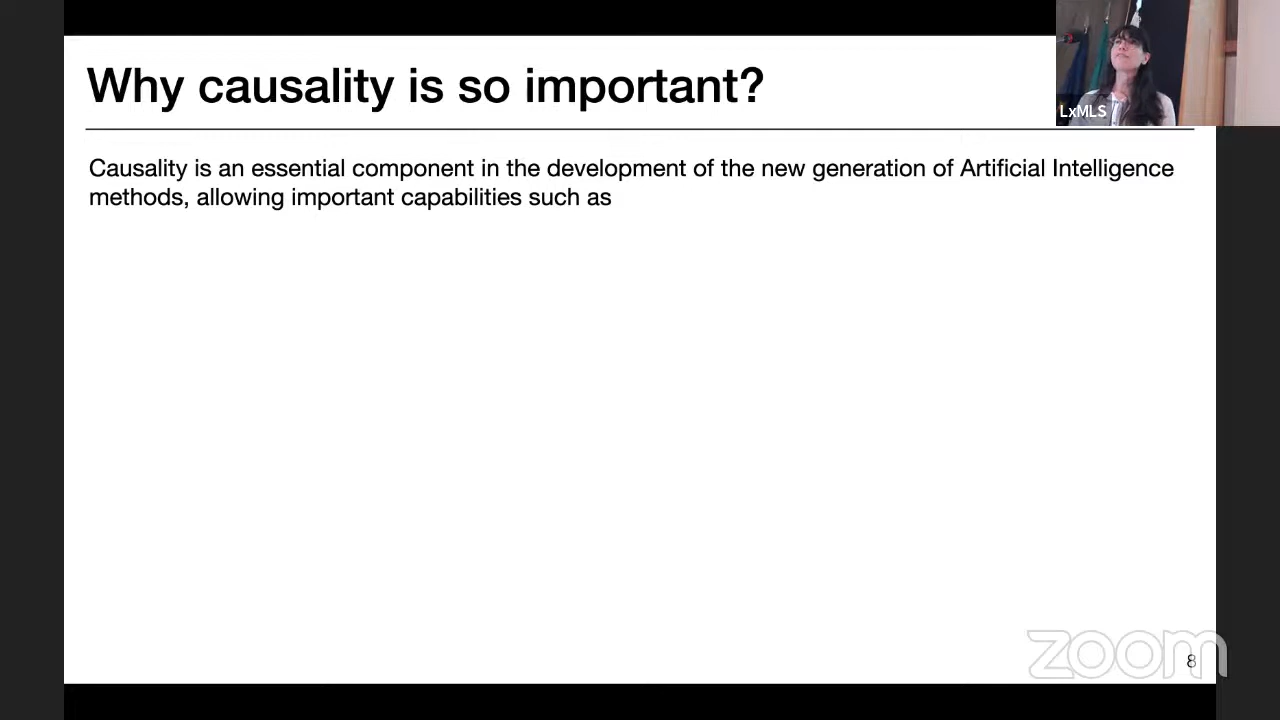 Why causality is so important?
LxMLS
Causality is an essential component in the development of the new generation of Artificial Intelligence
methods, allowing important capabilities such as
zoom
8